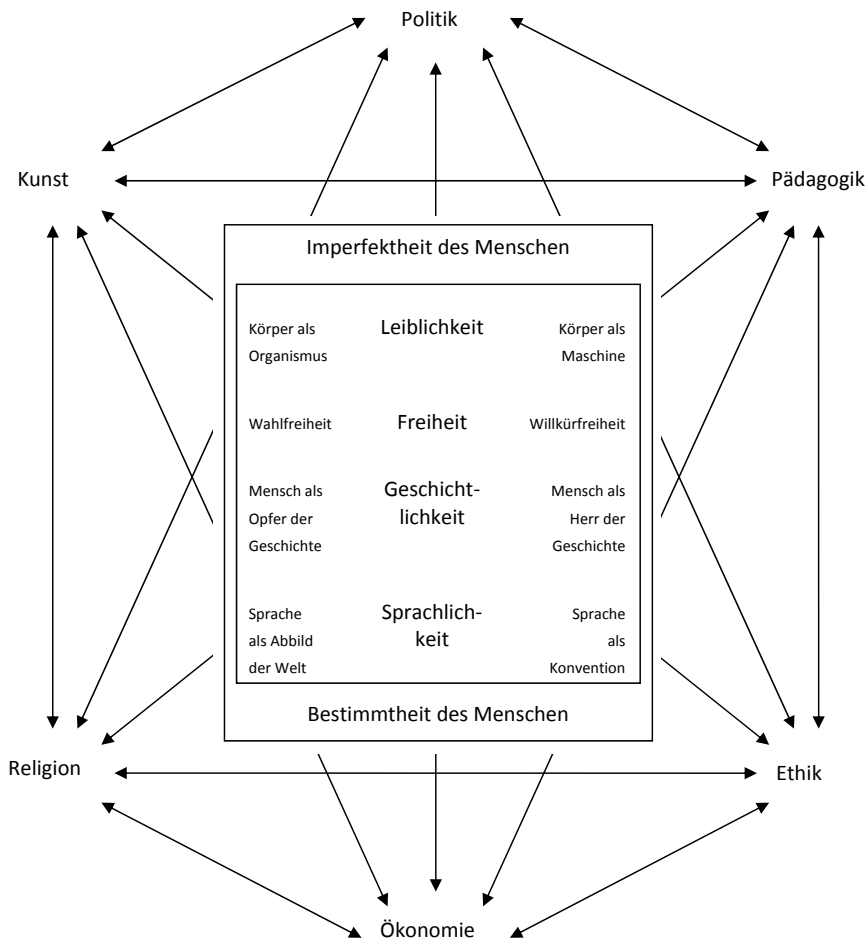 Politik
Kunst
Pädagogik
Imperfektheit des Menschen
Körper als
Organismus
Leiblichkeit
Körper als
Maschine
Wahlfreiheit
Freiheit
Willkürfreiheit
Mensch als
Opfer der
Geschichte
Geschicht-
lichkeit
Mensch als
Herr der
Geschichte
Sprache
als Abbild
der Welt
Sprachlich-
keit
Sprache
als
Konvention
Bestimmtheit des Menschen
Religion
Ethik
Ökonomie